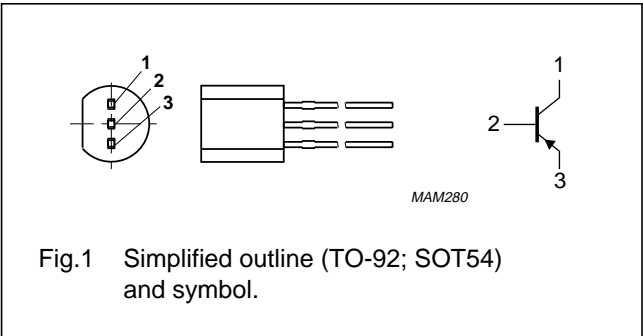 1
2
3
1
2
3
MAM280
Fig.1 Simplified outline (TO-92; SOT54)
and symbol.